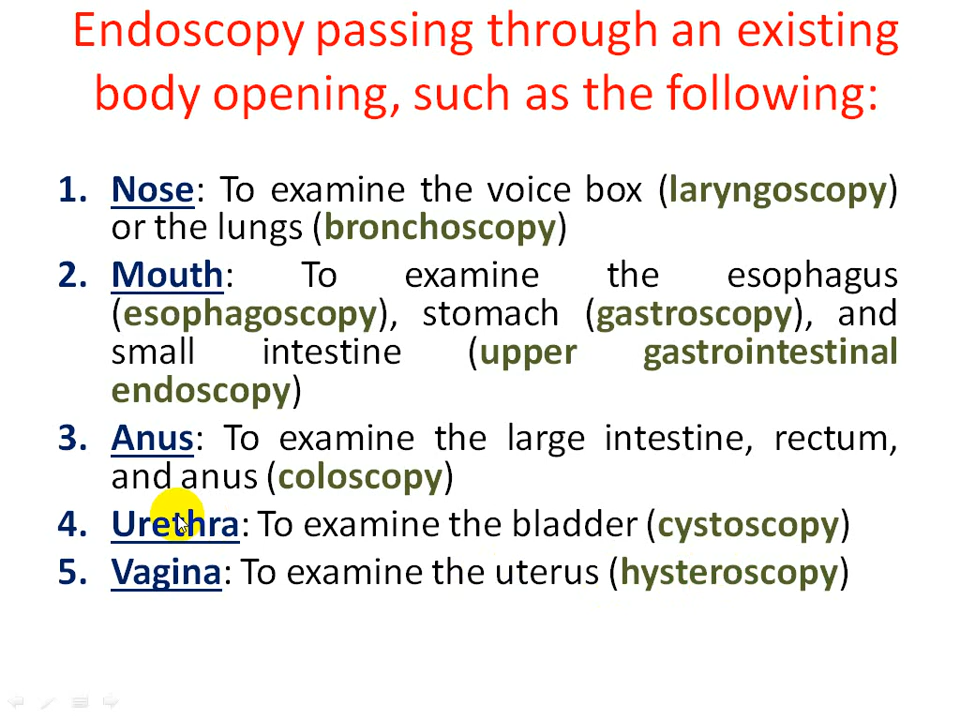 Endoscopy passing through an existing
body opening, such as the following:
1. Nose: To examine the voice box (laryngoscopy)
or the lungs (bronchoscopy)
2. Mouth: To examine the esophagus
(esophagoscopy), stomach (gastroscopy), and
small intestine (upper gastrointestinal
endoscopy)
3. Anus: To examine the large intestine, rectum,
and anus (coloscopy)
4. Urethra: To examine the bladder (cystoscopy)
5. Vagina: To examine the uterus (hysteroscopy)